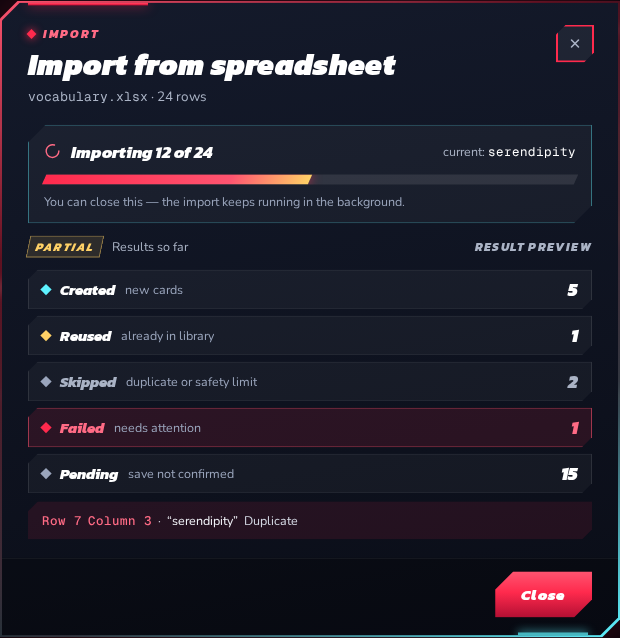 IMPORT
Import from spreadsheet
vocabulary.xlsx · 24 rows
Importing 12 of 24 current: serendipity
You can close this — the import keeps running in the background.
PARTIAL Results so far RESULT PREVIEW
Created new cards 5
Reused already in library 1
Skipped duplicate or safety limit 2
Failed needs attention 1
Pending save not confirmed 15
Row 7 Column 3 · “serendipity” Duplicate
Close